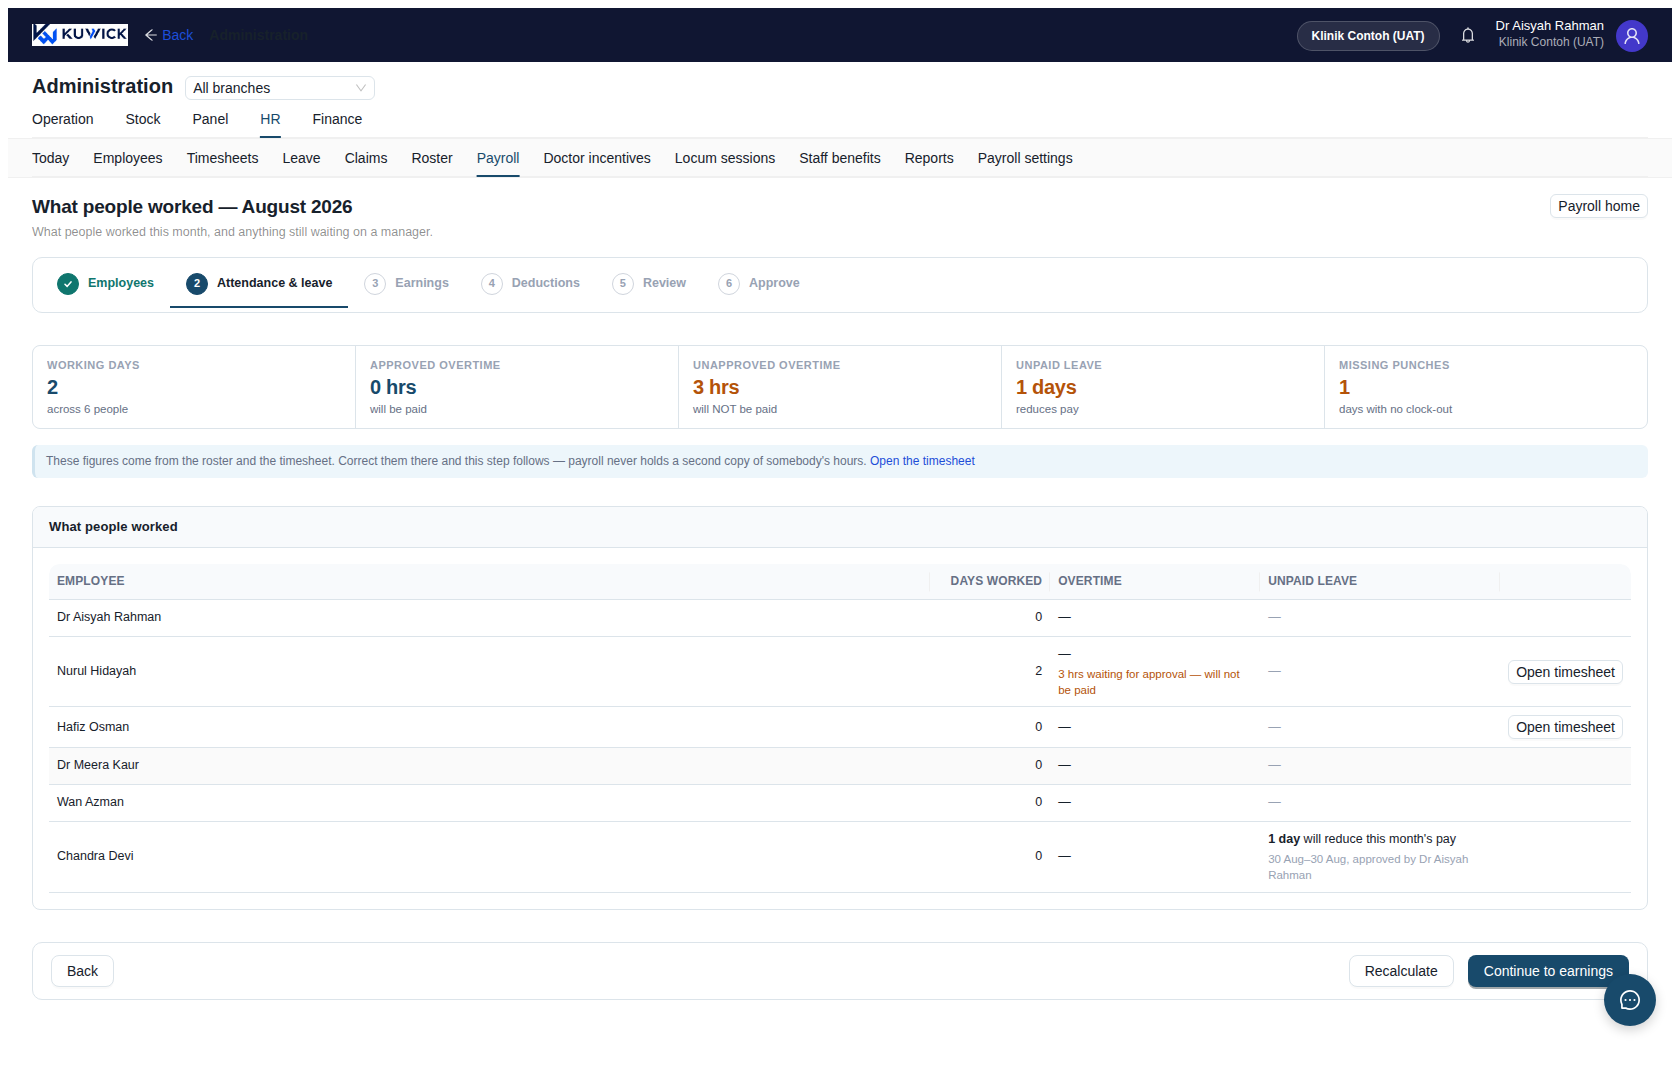 KUWICK
Back Administration
Klinik Contoh (UAT)
Dr Aisyah Rahman
Klinik Contoh (UAT)
Administration
All branches
Operation Stock Panel HR Finance
Today Employees Timesheets Leave Claims Roster Payroll Doctor incentives Locum sessions Staff benefits Reports Payroll settings
What people worked — August 2026
Payroll home
What people worked this month, and anything still waiting on a manager.
Employees 2 Attendance & leave 3 Earnings 4 Deductions 5 Review 6 Approve
WORKING DAYS
2
across 6 people
APPROVED OVERTIME
0 hrs
will be paid
UNAPPROVED OVERTIME
3 hrs
will NOT be paid
UNPAID LEAVE
1 days
reduces pay
MISSING PUNCHES
1
days with no clock-out
These figures come from the roster and the timesheet. Correct them there and this step follows — payroll never holds a second copy of somebody's hours. Open the timesheet
What people worked
EMPLOYEE DAYS WORKED OVERTIME UNPAID LEAVE
Dr Aisyah Rahman 0 — —
Nurul Hidayah 2 — —
3 hrs waiting for approval — will not
be paid
Open timesheet
Hafiz Osman 0 — — Open timesheet
Dr Meera Kaur 0 — —
Wan Azman 0 — —
Chandra Devi 0 — 1 day will reduce this month's pay
30 Aug–30 Aug, approved by Dr Aisyah
Rahman
Back Recalculate Continue to earnings